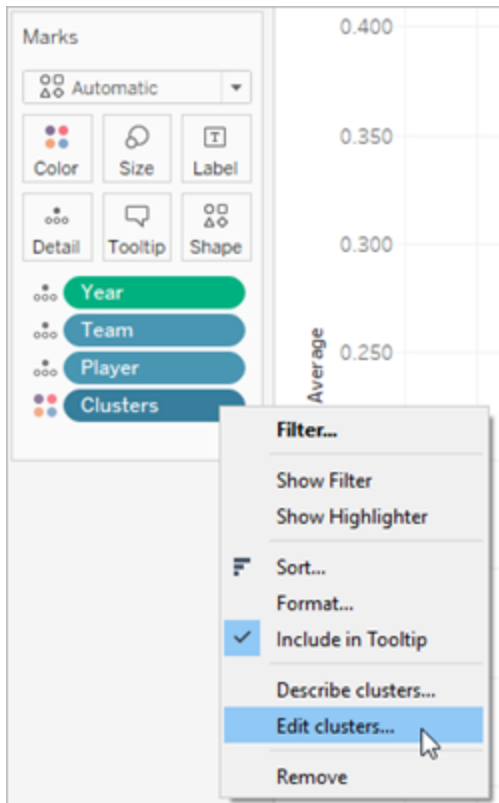 Marks
Automatic
Color Size Label
Detail Tooltip Shape
Year
Team
Player
Clusters
0.400
0.350
0.300
0.250
Average
Filter...
Show Filter
Show Highlighter
Sort...
Format...
Include in Tooltip
Describe clusters...
Edit clusters...
Remove